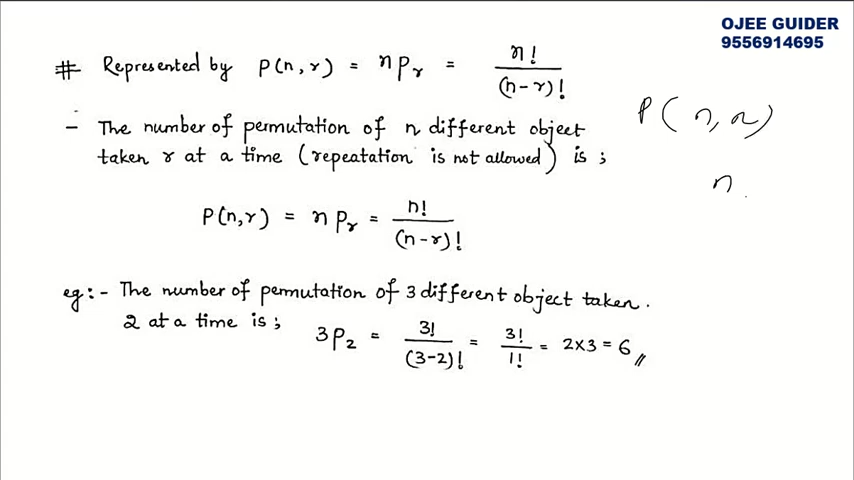 OJEE GUIDER
9556914695
# Represented by P(n,r) = nPr = n!/(n-r)!
- The number of permutation of n different object
taken r at a time (repeatation is not allowed) is ;
P(n,r) = nPr = n!/(n-r)!
P(n,r)
n
eg:- The number of permutation of 3 different object taken.
2 at a time is ; 3P2 = 3!/(3-2)! = 3!/1! = 2x3 = 6 //